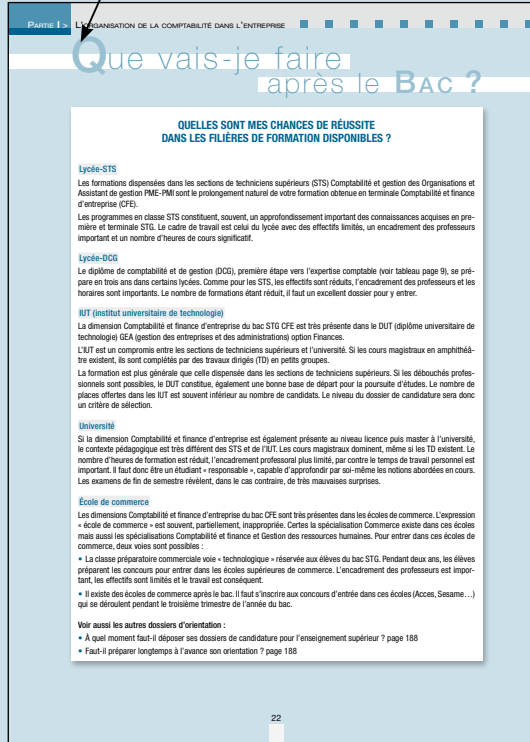 PARTIE I > L'ORGANISATION DE LA COMPTABILITÉ DANS L'ENTREPRISE
Que vais-je faire
après le BAC ?
QUELLES SONT MES CHANCES DE RÉUSSITE
DANS LES FILIÈRES DE FORMATION DISPONIBLES ?
Lycée-STS
Les formations dispensées dans les sections de techniciens supérieurs (STS) Comptabilité et gestion des Organisations et
Assistant de gestion PME-PMI sont le prolongement naturel de votre formation obtenue en terminale Comptabilité et finance
d'entreprise (CFE).
Les programmes en classe STS constituent, souvent, un approfondissement important des connaissances acquises en pre-
mière et terminale STG. Le cadre de travail est celui du lycée avec des effectifs limités, un encadrement des professeurs
important et un nombre d'heures de cours significatif.
Lycée-DCG
Le diplôme de comptabilité et de gestion (DCG), première étape vers l'expertise comptable (voir tableau page 9), se pré-
pare en trois ans dans certains lycées. Comme pour les STS, les effectifs sont réduits, l'encadrement des professeurs et les
horaires sont importants. Le nombre de formations étant réduit, il faut un excellent dossier pour y entrer.
IUT (institut universitaire de technologie)
La dimension Comptabilité et finance d'entreprise du bac STG CFE est très présente dans le DUT (diplôme universitaire de
technologie) GEA (gestion des entreprises et des administrations) option Finances.
L'IUT est un compromis entre les sections de techniciens supérieurs et l'université. Si les cours magistraux en amphithéâ-
tre existent, ils sont complétés par des travaux dirigés (TD) en petits groupes.
La formation est plus générale que celle dispensée dans les sections de techniciens supérieurs. Si les débouchés profes-
sionnels sont possibles, le DUT constitue, également une bonne base de départ pour la poursuite d'études. Le nombre de
places offertes dans les IUT est souvent inférieur au nombre de candidats. Le niveau du dossier de candidature sera donc
un critère de sélection.
Université
Si la dimension Comptabilité et finance d'entreprise est également présente au niveau licence puis master à l'université,
le contexte pédagogique est très différent des STS et de l'IUT. Les cours magistraux dominent, même si les TD existent. Le
nombre d'heures de formation est réduit, l'encadrement professoral plus limité, par contre le temps de travail personnel est
important. Il faut donc être un étudiant « responsable », capable d'approfondir par soi-même les notions abordées en cours.
Les examens de fin de semestre révèlent, dans le cas contraire, de très mauvaises surprises.
École de commerce
Les dimensions Comptabilité et finance d'entreprise du bac CFE sont très présentes dans les écoles de commerce. L'expression
« école de commerce » est souvent, partiellement, inappropriée. Certes la spécialisation Commerce existe dans ces écoles
mais aussi les spécialisations Comptabilité et finance et Gestion des ressources humaines. Pour entrer dans ces écoles de
commerce, deux voies sont possibles :
• La classe préparatoire commerciale voie « technologique » réservée aux élèves du bac STG. Pendant deux ans, les élèves
préparent les concours pour entrer dans les écoles supérieures de commerce. L'encadrement des professeurs est impor-
tant, les effectifs sont limités et le travail est conséquent.
• Il existe des écoles de commerce après le bac. Il faut s'inscrire aux concours d'entrée dans ces écoles (Acces, Sesame…)
qui se déroulent pendant le troisième trimestre de l'année du bac.
Voir aussi les autres dossiers d'orientation :
• À quel moment faut-il déposer ses dossiers de candidature pour l'enseignement supérieur ? page 188
• Faut-il préparer longtemps à l'avance son orientation ? page 188
22